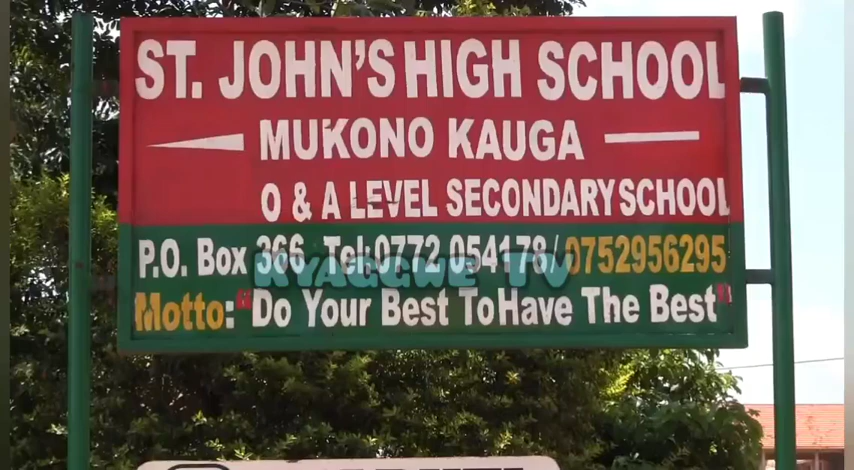 ST. JOHN'S HIGH SCHOOL
MUKONO KAUGA
O & A LEVEL SECONDARY SCHOOL
P.O. Box 366 Tel:0772 054178/0752956295
KYAGGWE TV
Motto: "Do Your Best To Have The Best"